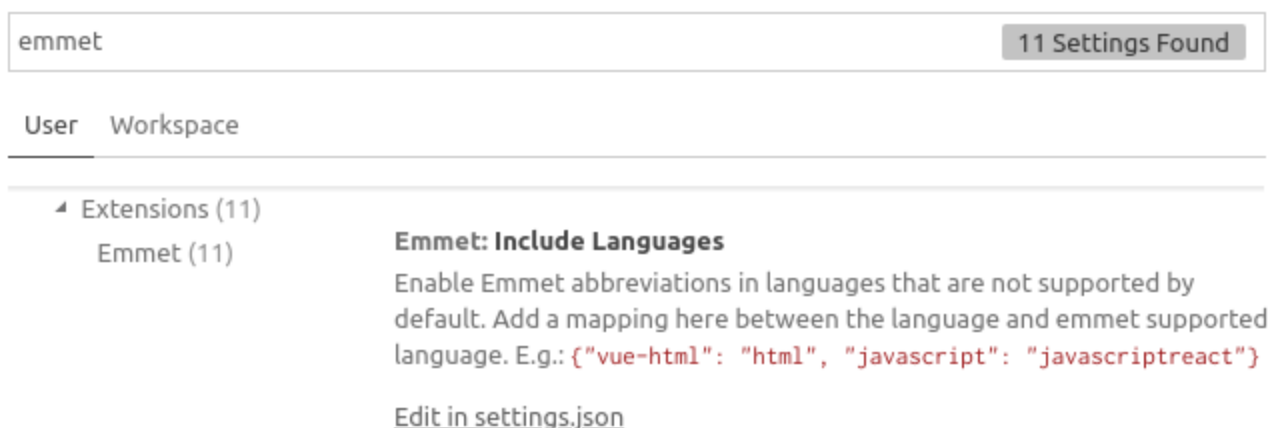 emmet
11 Settings Found
User Workspace
Extensions (11)
Emmet (11)
Emmet: Include Languages
Enable Emmet abbreviations in languages that are not supported by
default. Add a mapping here between the language and emmet supported
language. E.g.: {"vue-html": "html", "javascript": "javascriptreact"}
Edit in settings.json